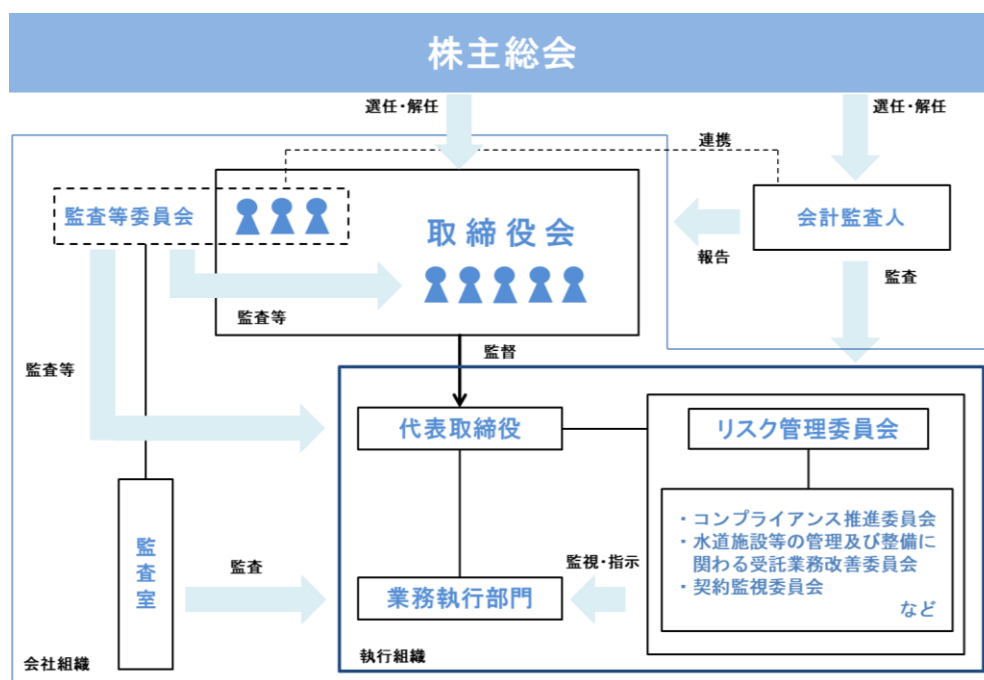 株主総会
選任・解任
選任・解任
連携
監査等委員会
取締役会
会計監査人
報告
監査
監査等
監督
監査等
代表取締役
リスク管理委員会
・コンプライアンス推進委員会
・水道施設等の管理及び整備に
関わる受託業務改善委員会
・契約監視委員会
など
監査室
監査
監視・指示
業務執行部門
会社組織
執行組織